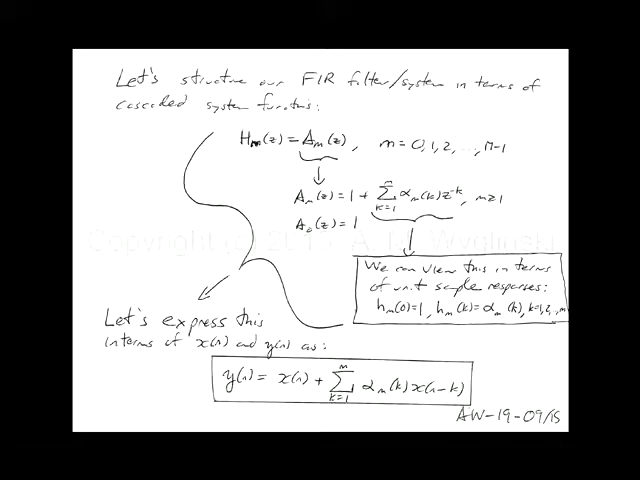 Let's structure our FIR filter/system in terms of
cascaded system functns:
Hm(z) = Am(z), m = 0,1,2, ..., M-1
Am(z) = 1 + Σ_{k=1}^{m} αm(k) z^{-k}, m≥1
A0(z) = 1
We can view this in terms
of unit sample responses:
hm(0)=1, hm(k)=αm(k), k=1,2,..,m
Let's express this
in terms of x(n) and y(n) as:
y(n) = x(n) + Σ_{k=1}^{m} αm(k) x(n-k)
AW-19-09/15